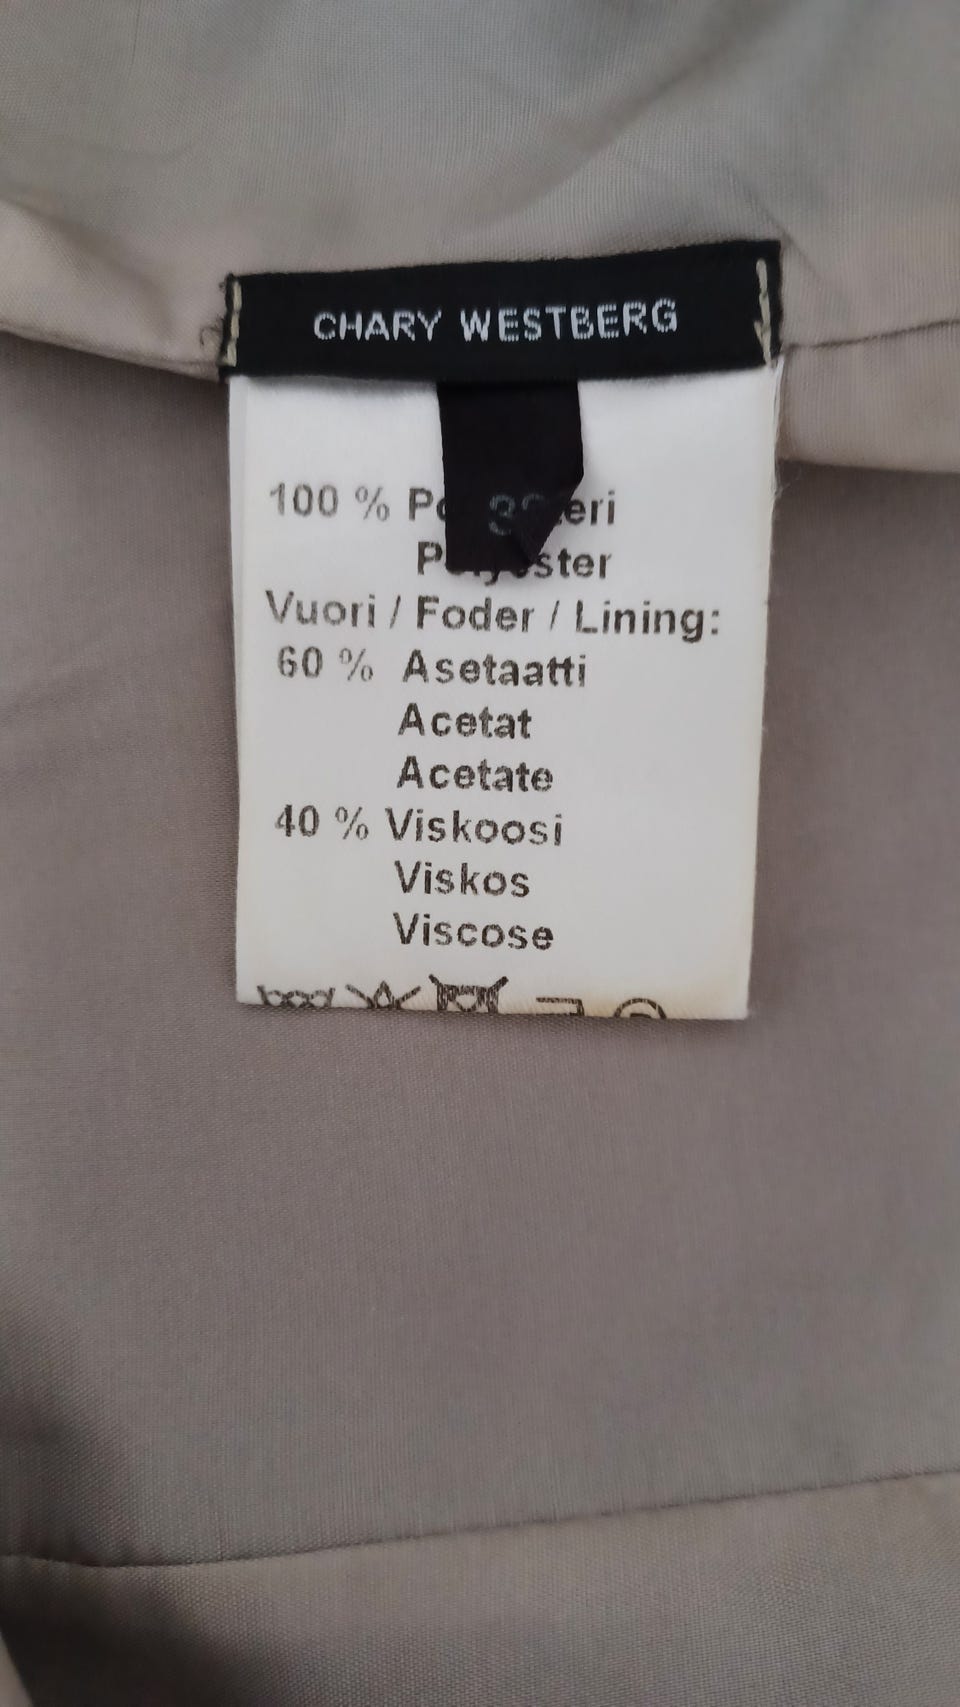 CHARY WESTBERG
100 %
Vuori / Foder / Lining:
60 % Asetaatti
Acetat
Acetate
40 % Viskoosi
Viskos
Viscose